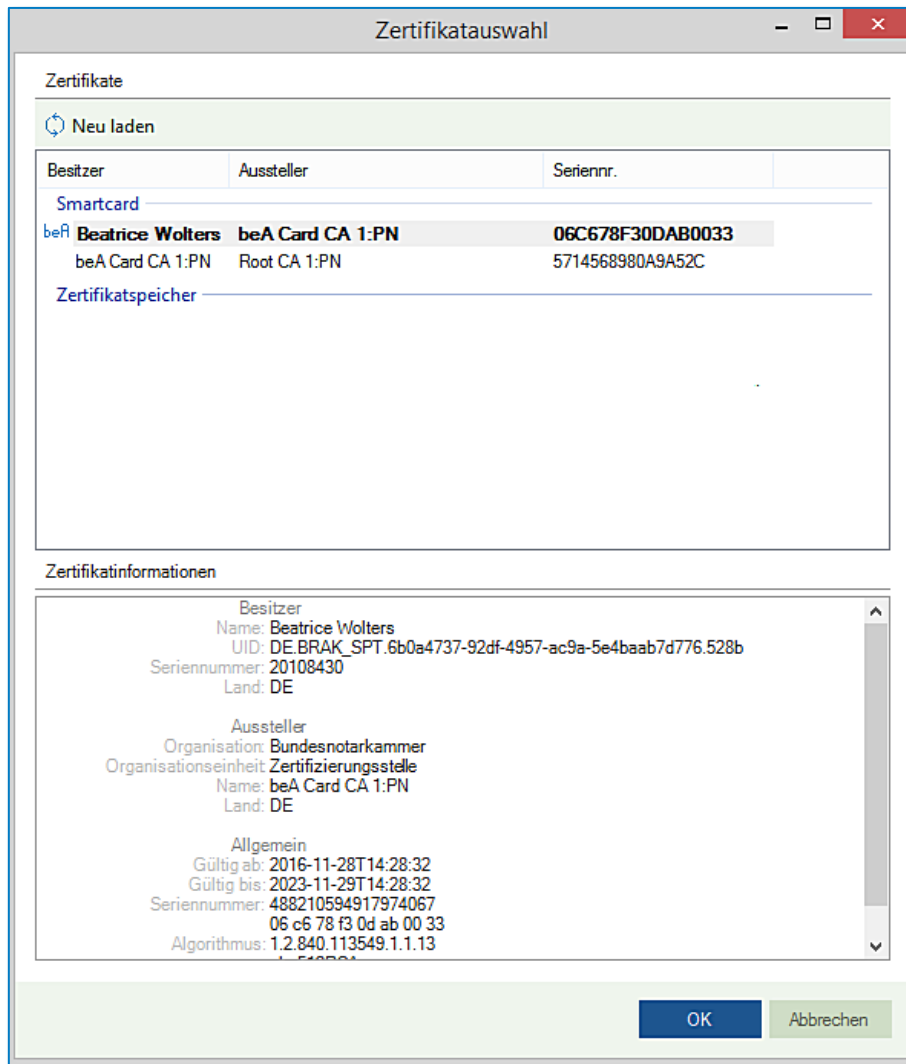 Zertifikatauswahl
Zertifikate
Neu laden
Besitzer Aussteller Seriennr.
Smartcard
beA Beatrice Wolters beA Card CA 1:PN 06C678F30DAB0033
beA Card CA 1:PN Root CA 1:PN 5714568980A9A52C
Zertifikatspeicher
Zertifikatinformationen
Besitzer
Name: Beatrice Wolters
UID: DE.BRAK_SPT.6b0a4737-92df-4957-ac9a-5e4baab7d776.528b
Seriennummer: 20108430
Land: DE
Aussteller
Organisation: Bundesnotarkammer
Organisationseinheit: Zertifizierungsstelle
Name: beA Card CA 1:PN
Land: DE
Allgemein
Gültig ab: 2016-11-28T14:28:32
Gültig bis: 2023-11-29T14:28:32
Seriennummer: 488210594917974067
06 c6 78 f3 0d ab 00 33
Algorithmus: 1.2.840.113549.1.1.13
OK Abbrechen